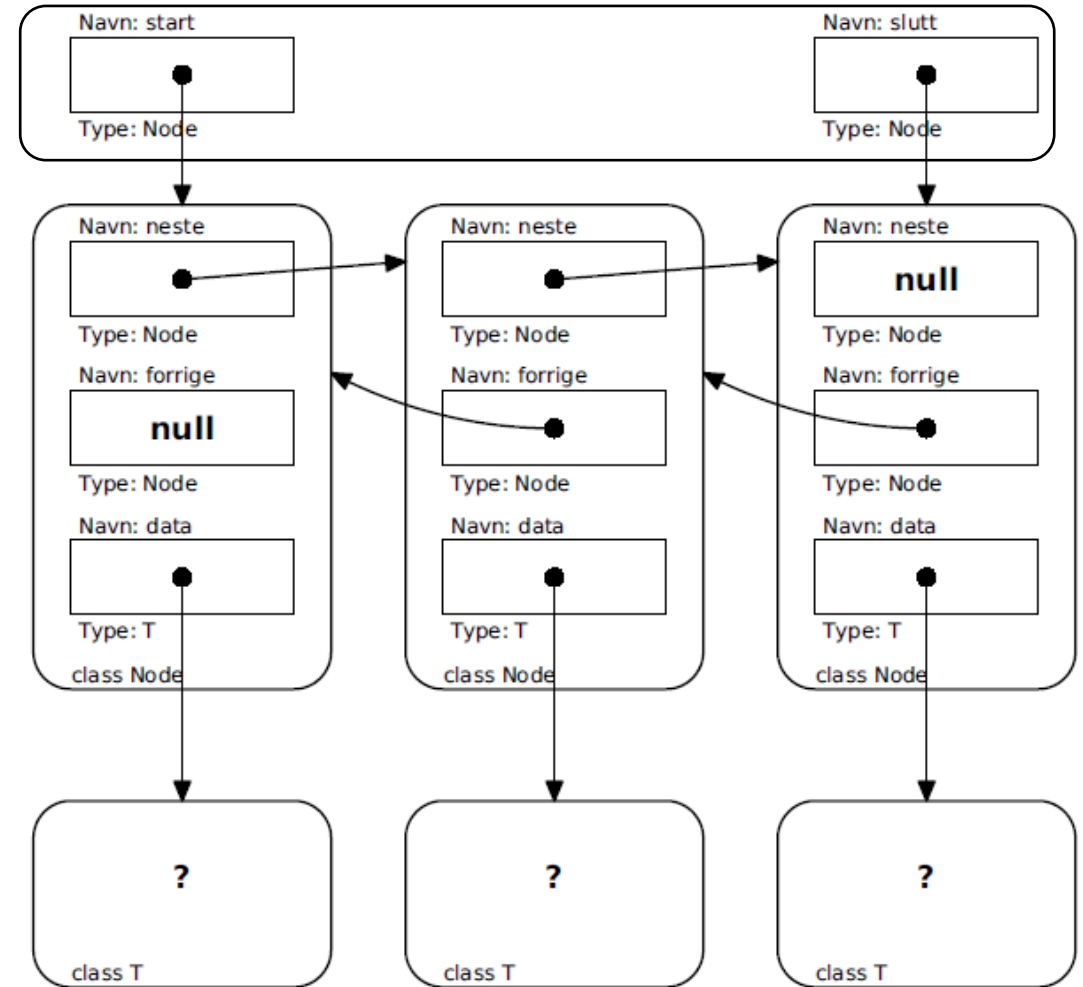 Navn: start
Type: Node
Navn: slutt
Type: Node
Navn: neste
Type: Node
Navn: forrige
null
Type: Node
Navn: data
Type: T
class Node
Navn: neste
Type: Node
Navn: forrige
Type: Node
Navn: data
Type: T
class Node
Navn: neste
null
Type: Node
Navn: forrige
Type: Node
Navn: data
Type: T
class Node
?
class T
?
class T
?
class T